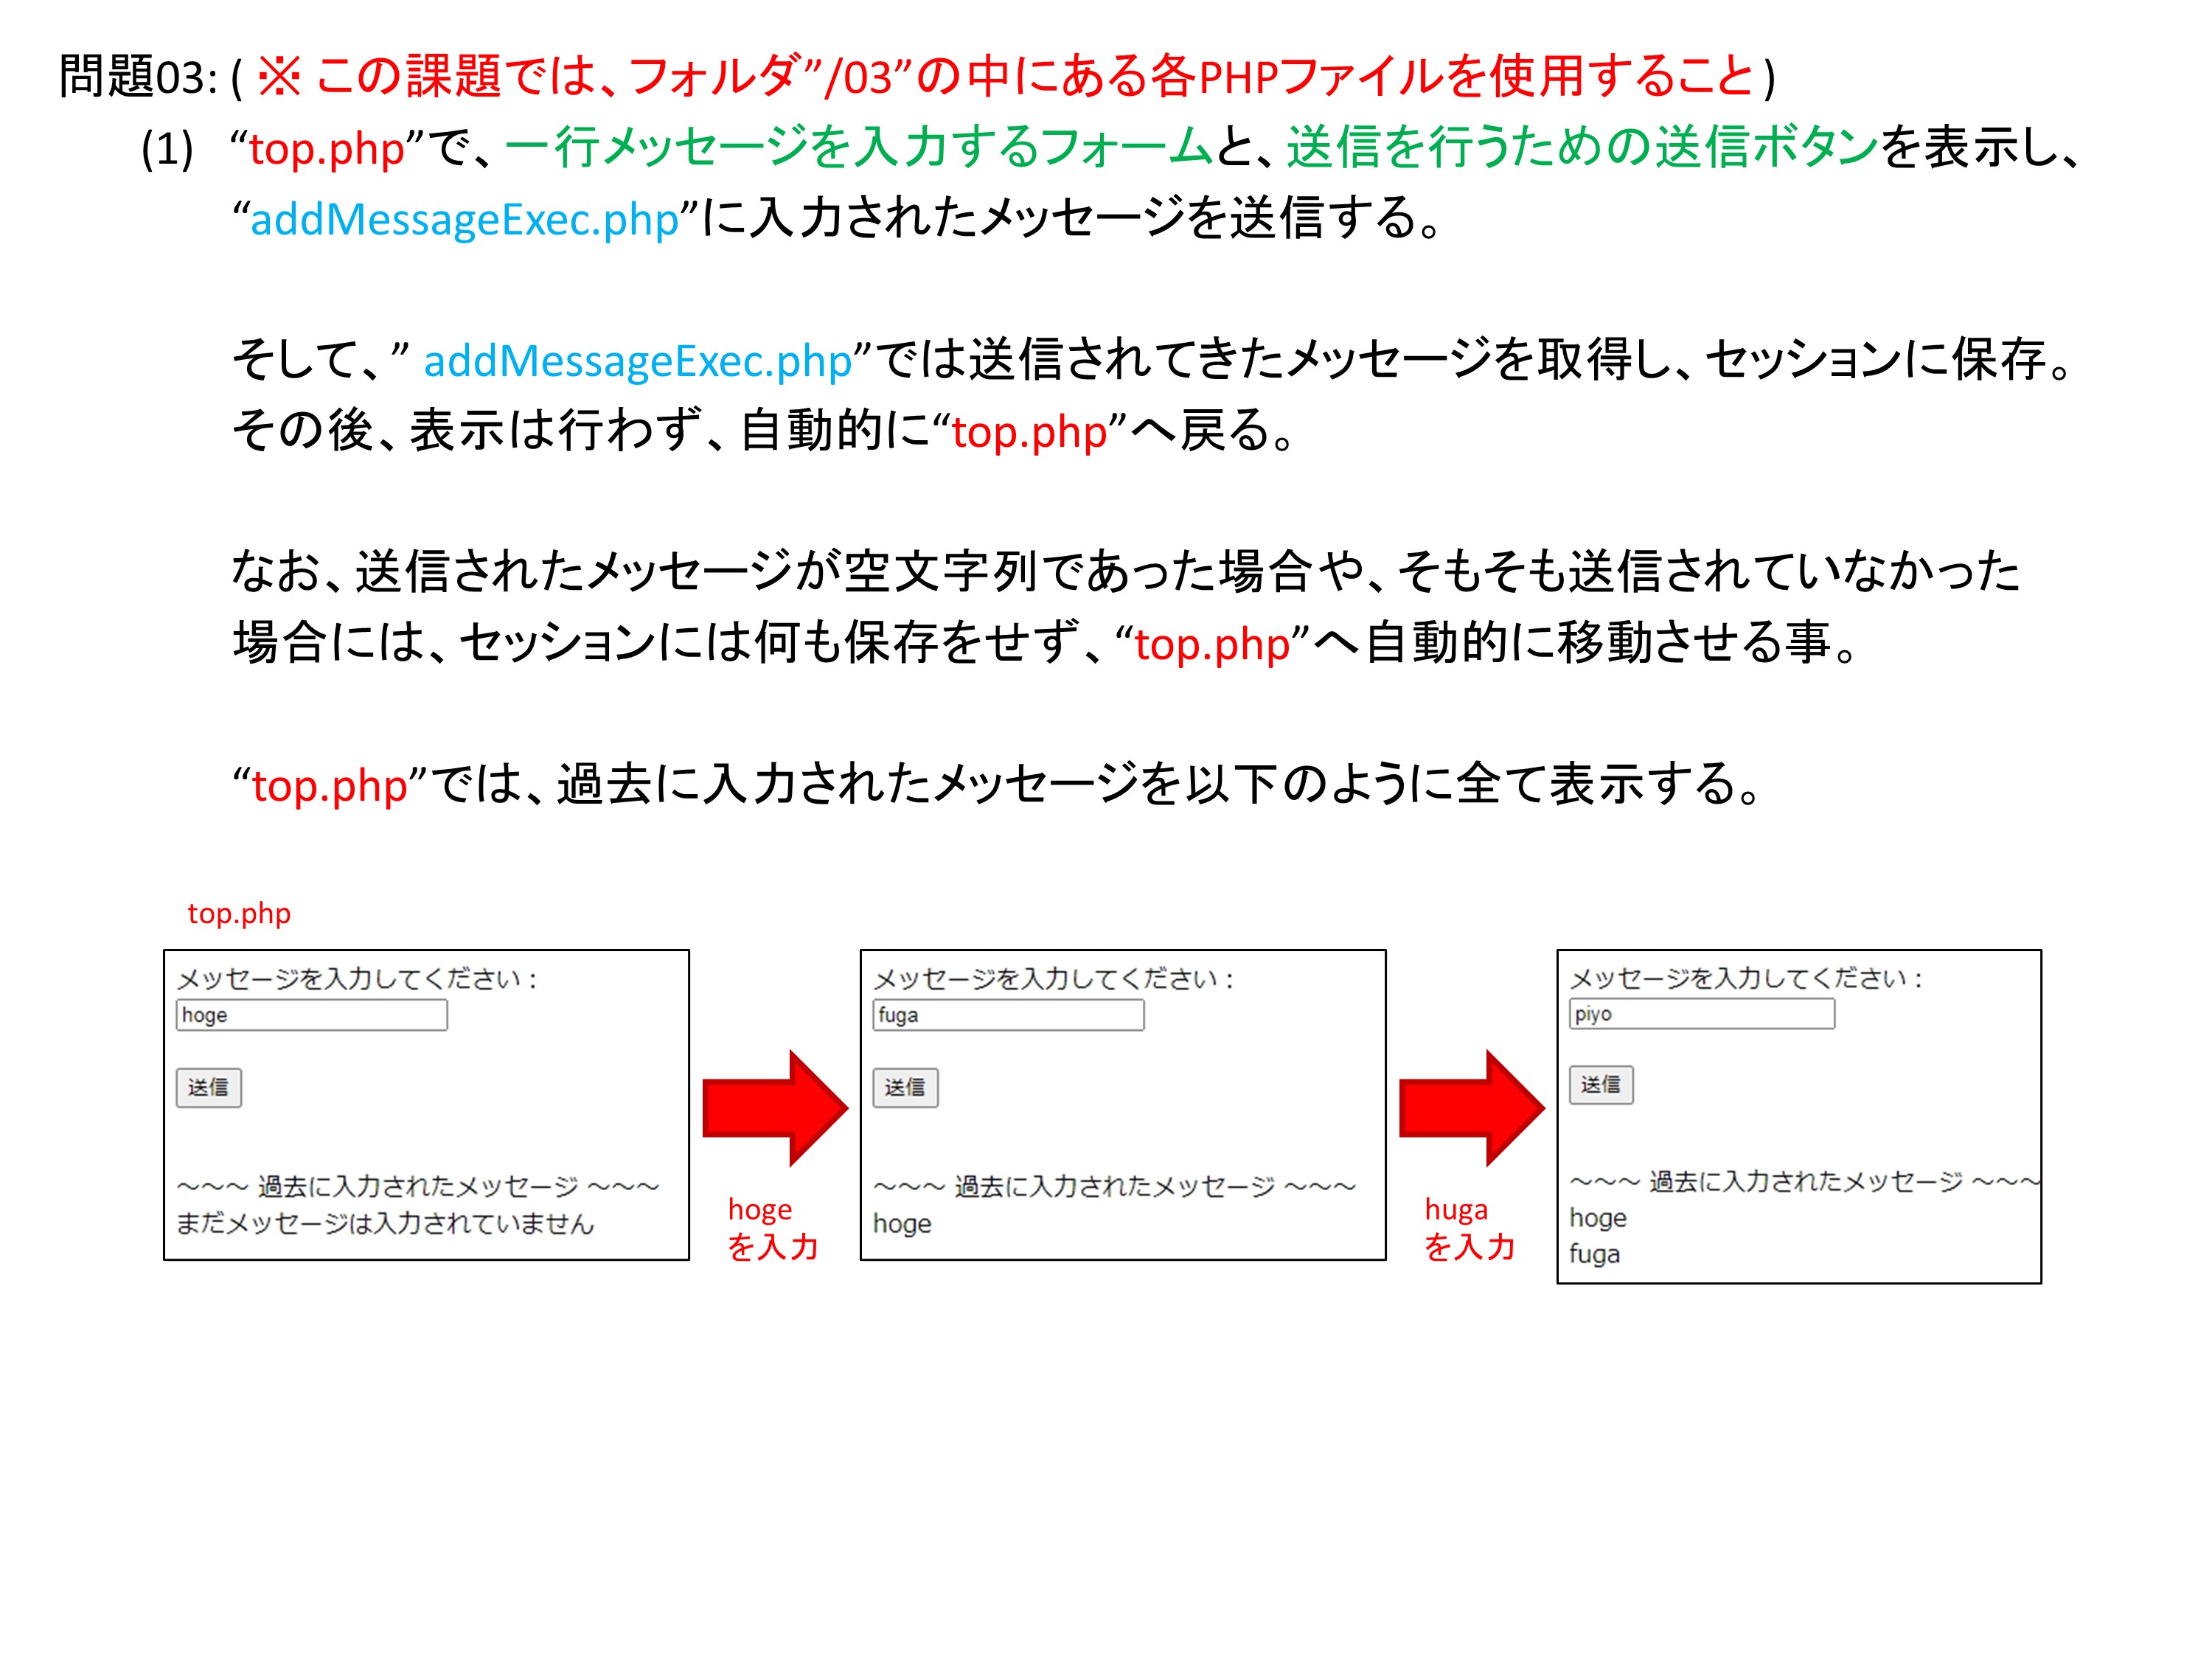 問題03: ( ※ この課題では、フォルダ”/03”の中にある各PHPファイルを使用すること )
(1) “top.php”で、一行メッセージを入力するフォームと、送信を行うための送信ボタンを表示し、
“addMessageExec.php”に入力されたメッセージを送信する。
そして、” addMessageExec.php”では送信されてきたメッセージを取得し、セッションに保存。
その後、表示は行わず、自動的に“top.php”へ戻る。
なお、送信されたメッセージが空文字列であった場合や、そもそも送信されていなかった
場合には、セッションには何も保存をせず、“top.php”へ自動的に移動させる事。
“top.php”では、過去に入力されたメッセージを以下のように全て表示する。
top.php
メッセージを入力してください：
hoge
送信
～～～ 過去に入力されたメッセージ ～～～
まだメッセージは入力されていません
hoge
を入力
メッセージを入力してください：
fuga
送信
～～～ 過去に入力されたメッセージ ～～～
hoge
huga
を入力
メッセージを入力してください：
piyo
送信
～～～ 過去に入力されたメッセージ ～～～
hoge
fuga